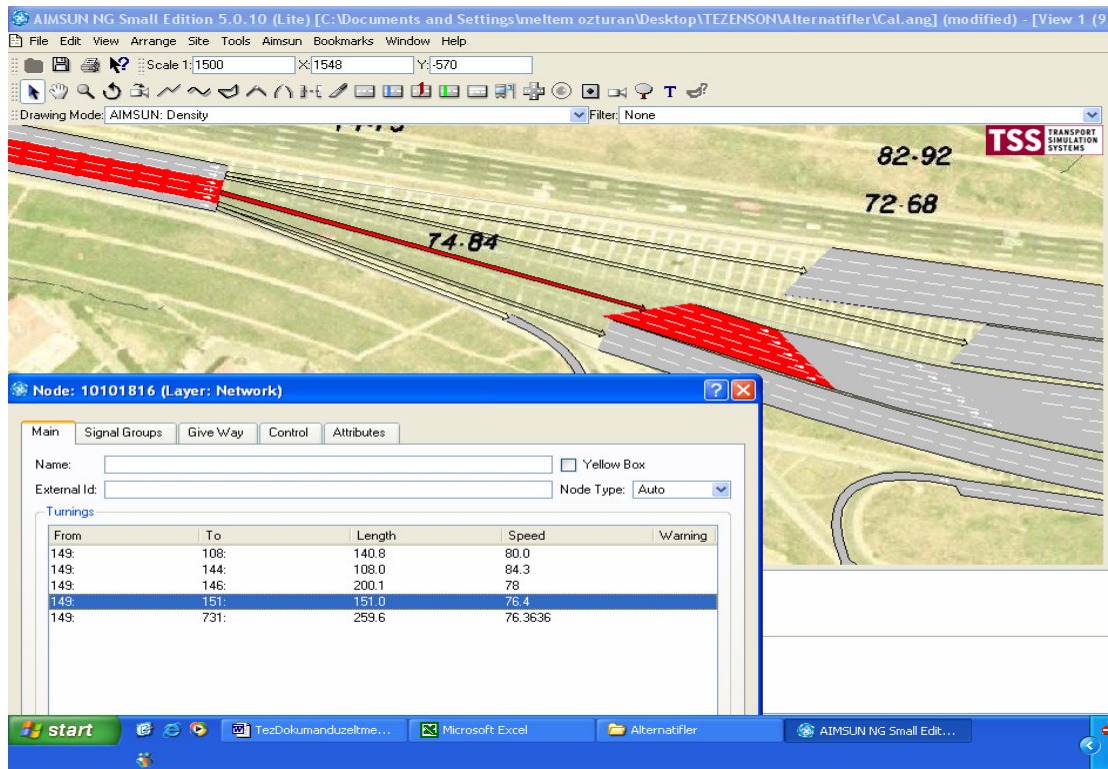 AIMSUN NG Small Edition 5.0.10 (Lite) [C:\Documents and Settings\meltem ozturan\Desktop\TEZENSON\Alternatifler\Cal.ang] (modified) - [View 1 (9
File Edit View Arrange Site Tools Aimsun Bookmarks Window Help
Scale 1: 1500 X: 1548 Y: -570
T
Drawing Mode: AIMSUN: Density Filter: None
TSS TRANSPORT SIMULATION SYSTEMS
82-92
72-68
74-84
Node: 10101816 (Layer: Network)
Main Signal Groups Give Way Control Attributes
Name: Yellow Box
External Id: Node Type: Auto
Turnings
From To Length Speed Warning
149: 108: 140.8 80.0
149: 144: 108.0 84.3
149: 146: 200.1 78
149: 151: 151.0 76.4
149: 731: 259.6 76.3636
start TezDokumanduzeltme... Microsoft Excel Alternatifler AIMSUN NG Small Edit...